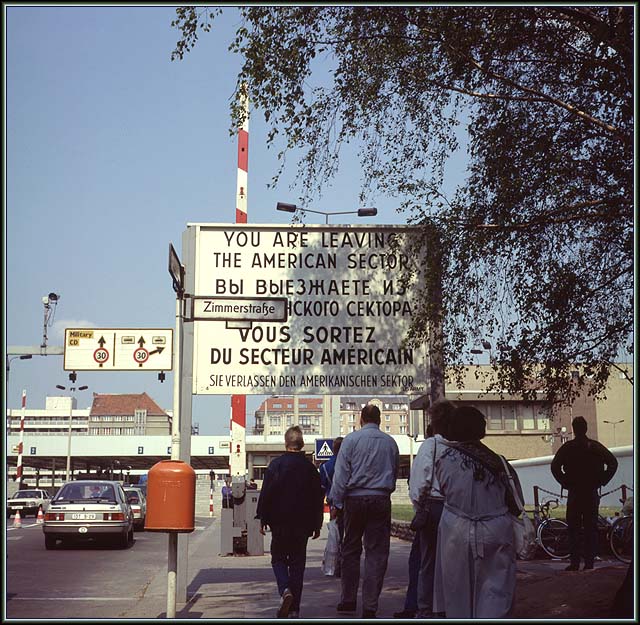 YOU ARE LEAVING
THE AMERICAN SECTOR
ВЫ ВЫЕЗЖАЕТЕ ИЗ
Zimmerstraße
НСКОГО СЕКТОРА
VOUS SORTEZ
DU SECTEUR AMÉRICAIN
SIE VERLASSEN DEN AMERIKANISCHEN SEKTOR
Military
CD
30
30